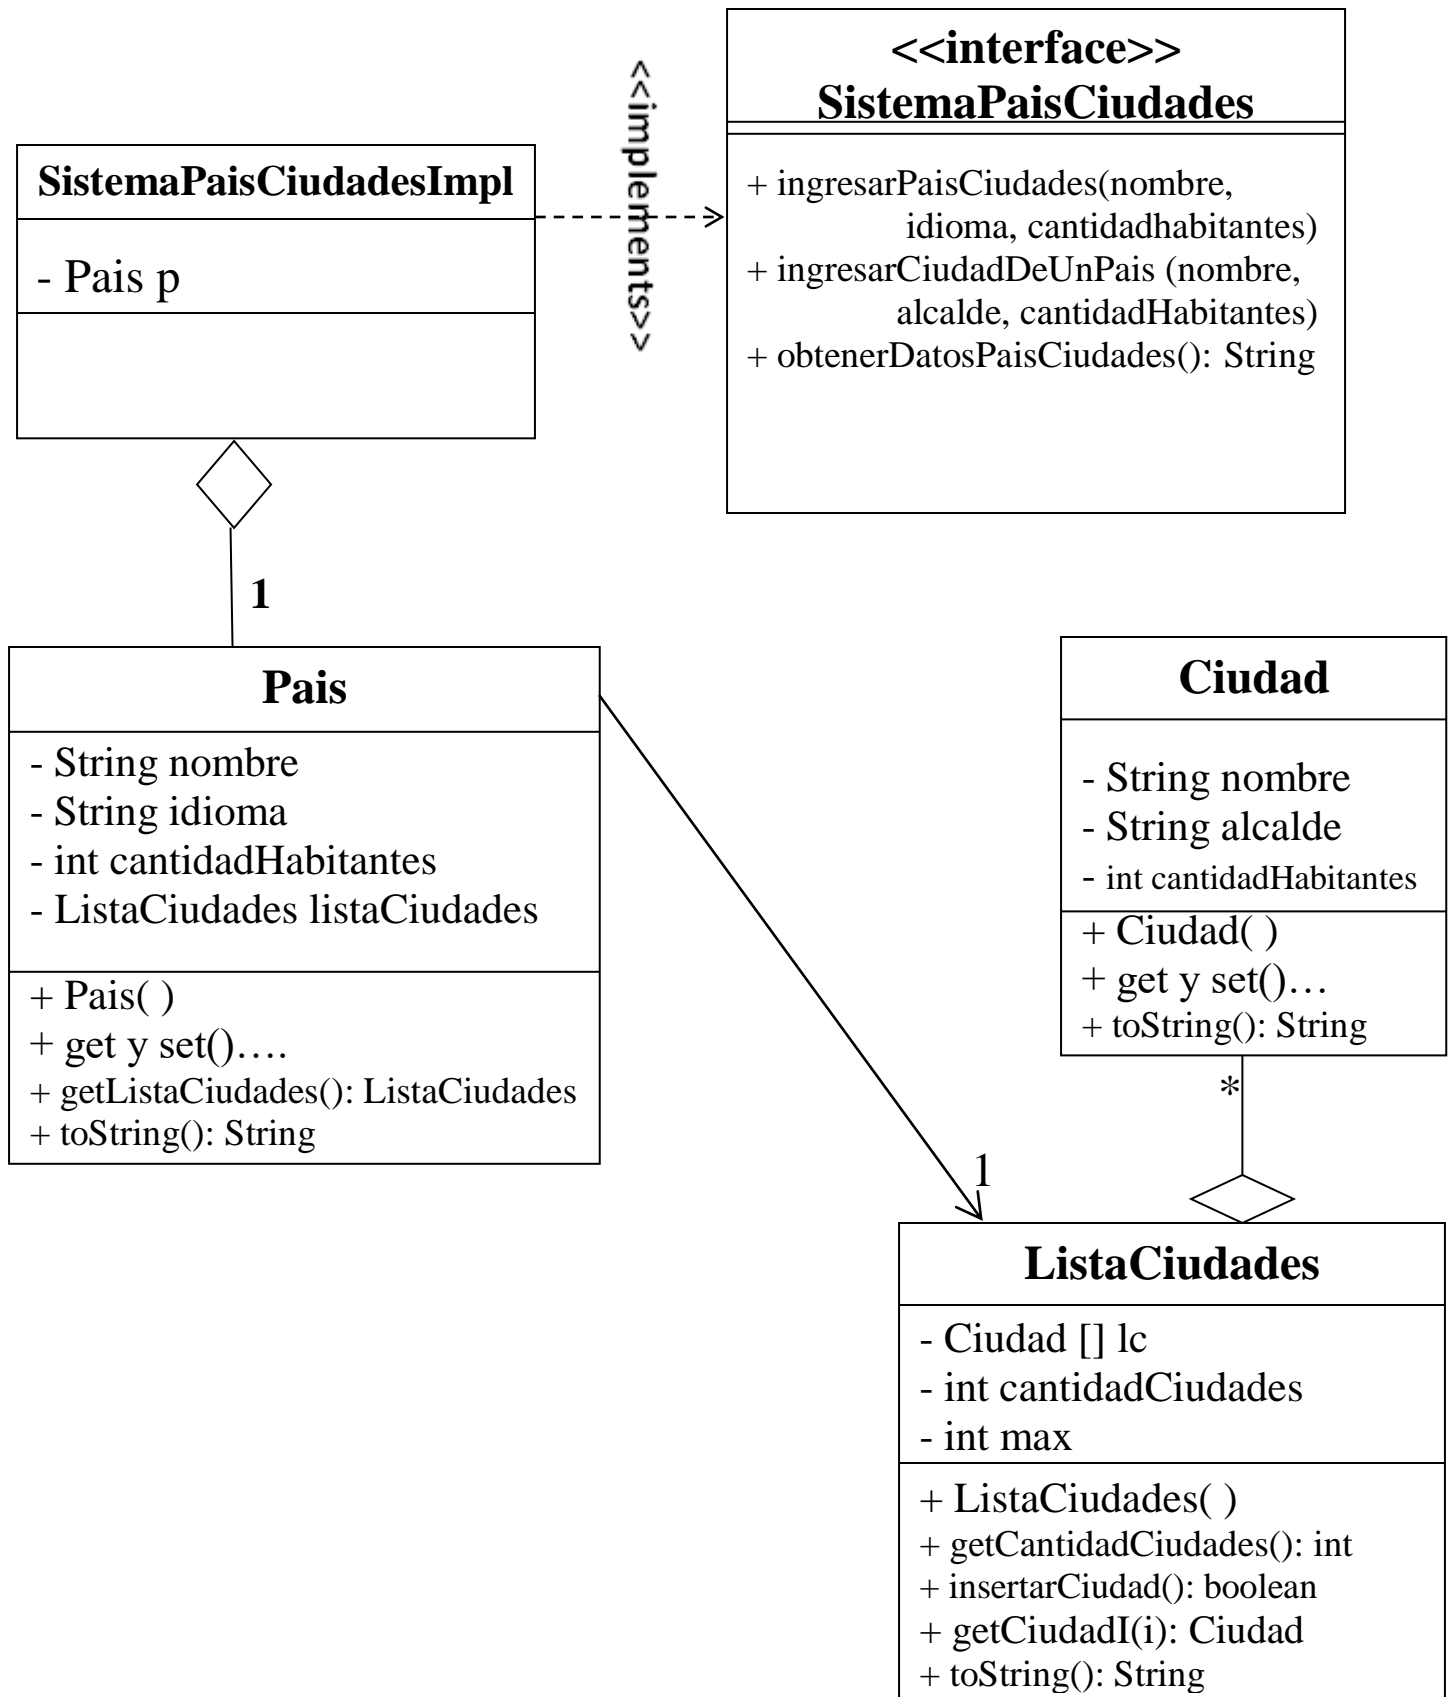 <<interface>>
SistemaPaisCiudades
+ ingresarPaisCiudades(nombre,
idioma, cantidadhabitantes)
+ ingresarCiudadDeUnPais (nombre,
alcalde, cantidadHabitantes)
+ obtenerDatosPaisCiudades(): String
<<implements>>
SistemaPaisCiudadesImpl
- Pais p
1
Pais
- String nombre
- String idioma
- int cantidadHabitantes
- ListaCiudades listaCiudades
+ Pais( )
+ get y set()….
+ getListaCiudades(): ListaCiudades
+ toString(): String
Ciudad
- String nombre
- String alcalde
- int cantidadHabitantes
+ Ciudad( )
+ get y set()…
+ toString(): String
*
1
ListaCiudades
- Ciudad [] lc
- int cantidadCiudades
- int max
+ ListaCiudades( )
+ getCantidadCiudades(): int
+ insertarCiudad(): boolean
+ getCiudadI(i): Ciudad
+ toString(): String